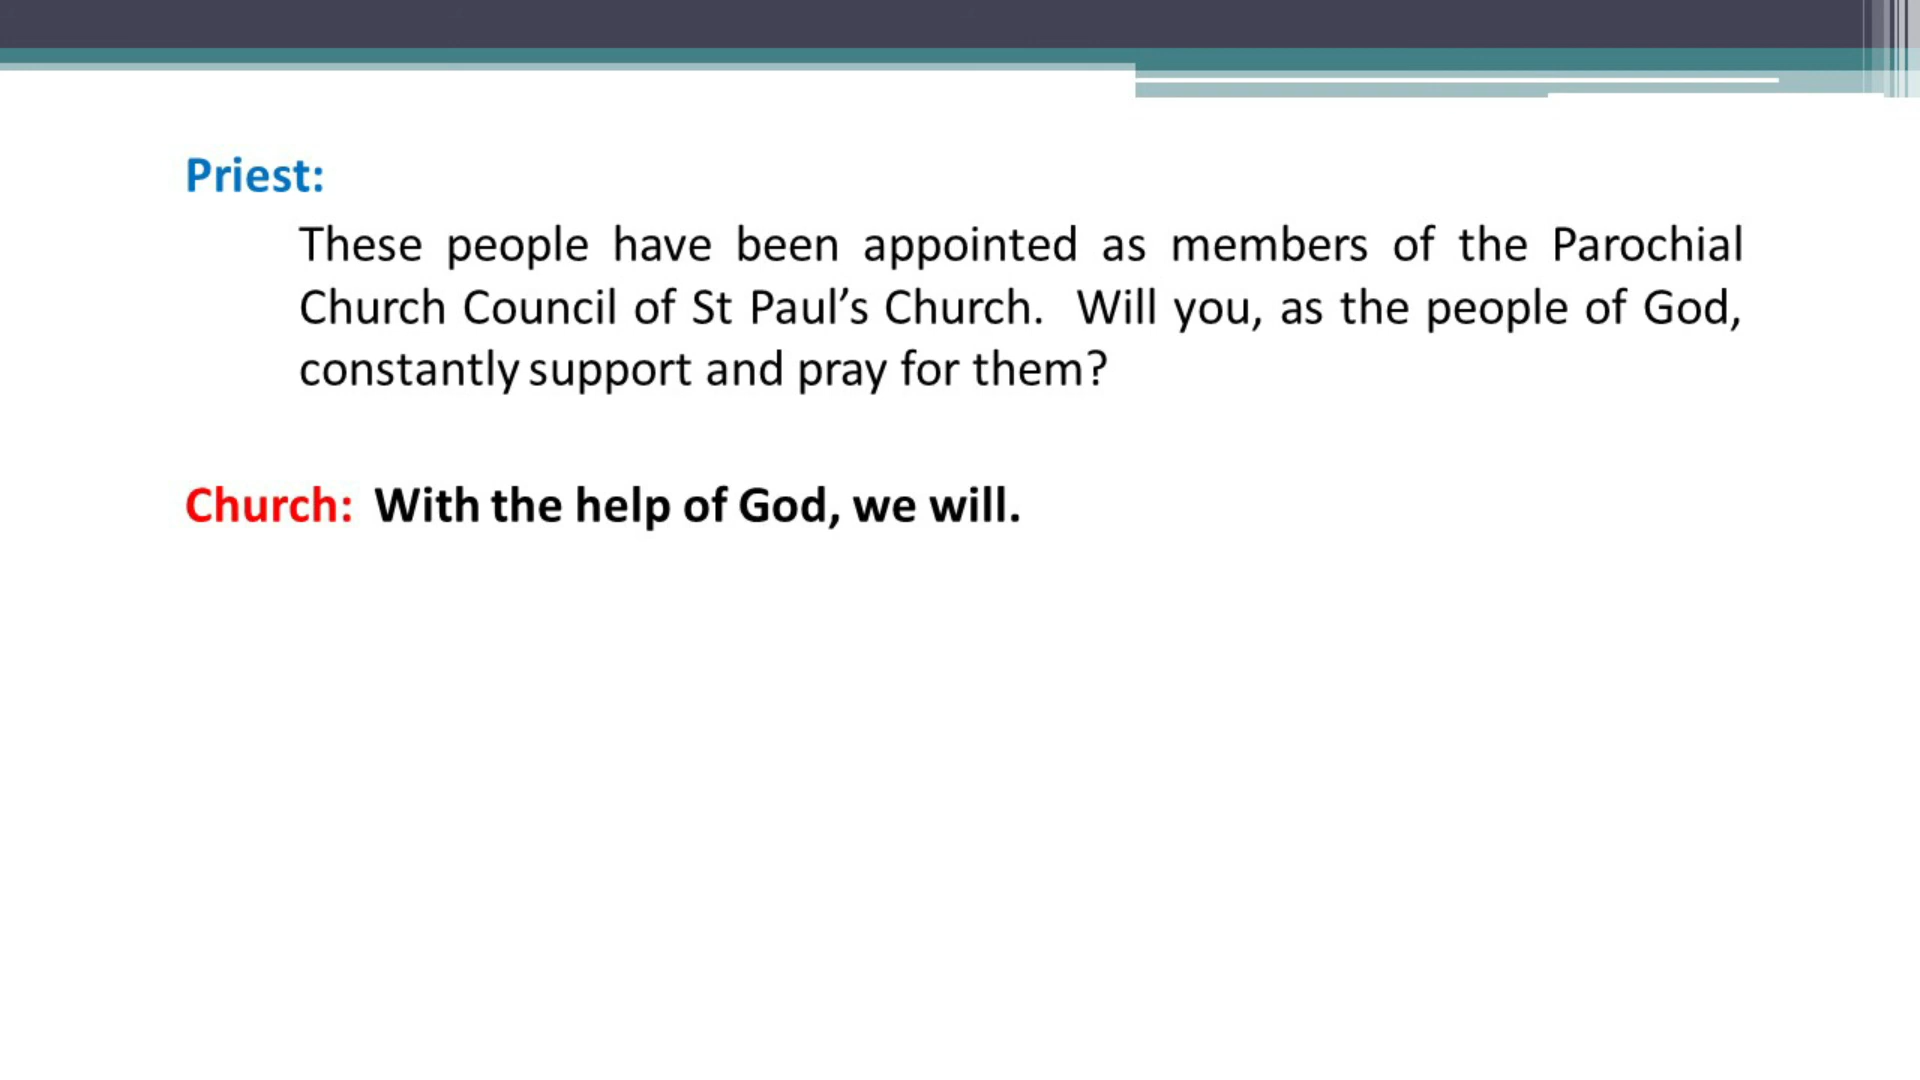 Priest:
These people have been appointed as members of the Parochial
Church Council of St Paul’s Church.  Will you, as the people of God,
constantly support and pray for them?
Church:  With the help of God, we will.